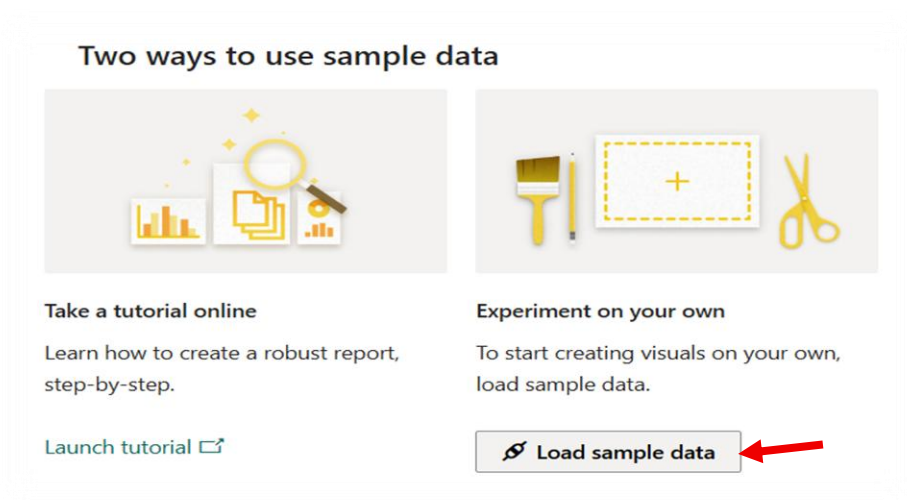 Two ways to use sample data
Take a tutorial online
Learn how to create a robust report,
step-by-step.
Launch tutorial
Experiment on your own
To start creating visuals on your own,
load sample data.
Load sample data